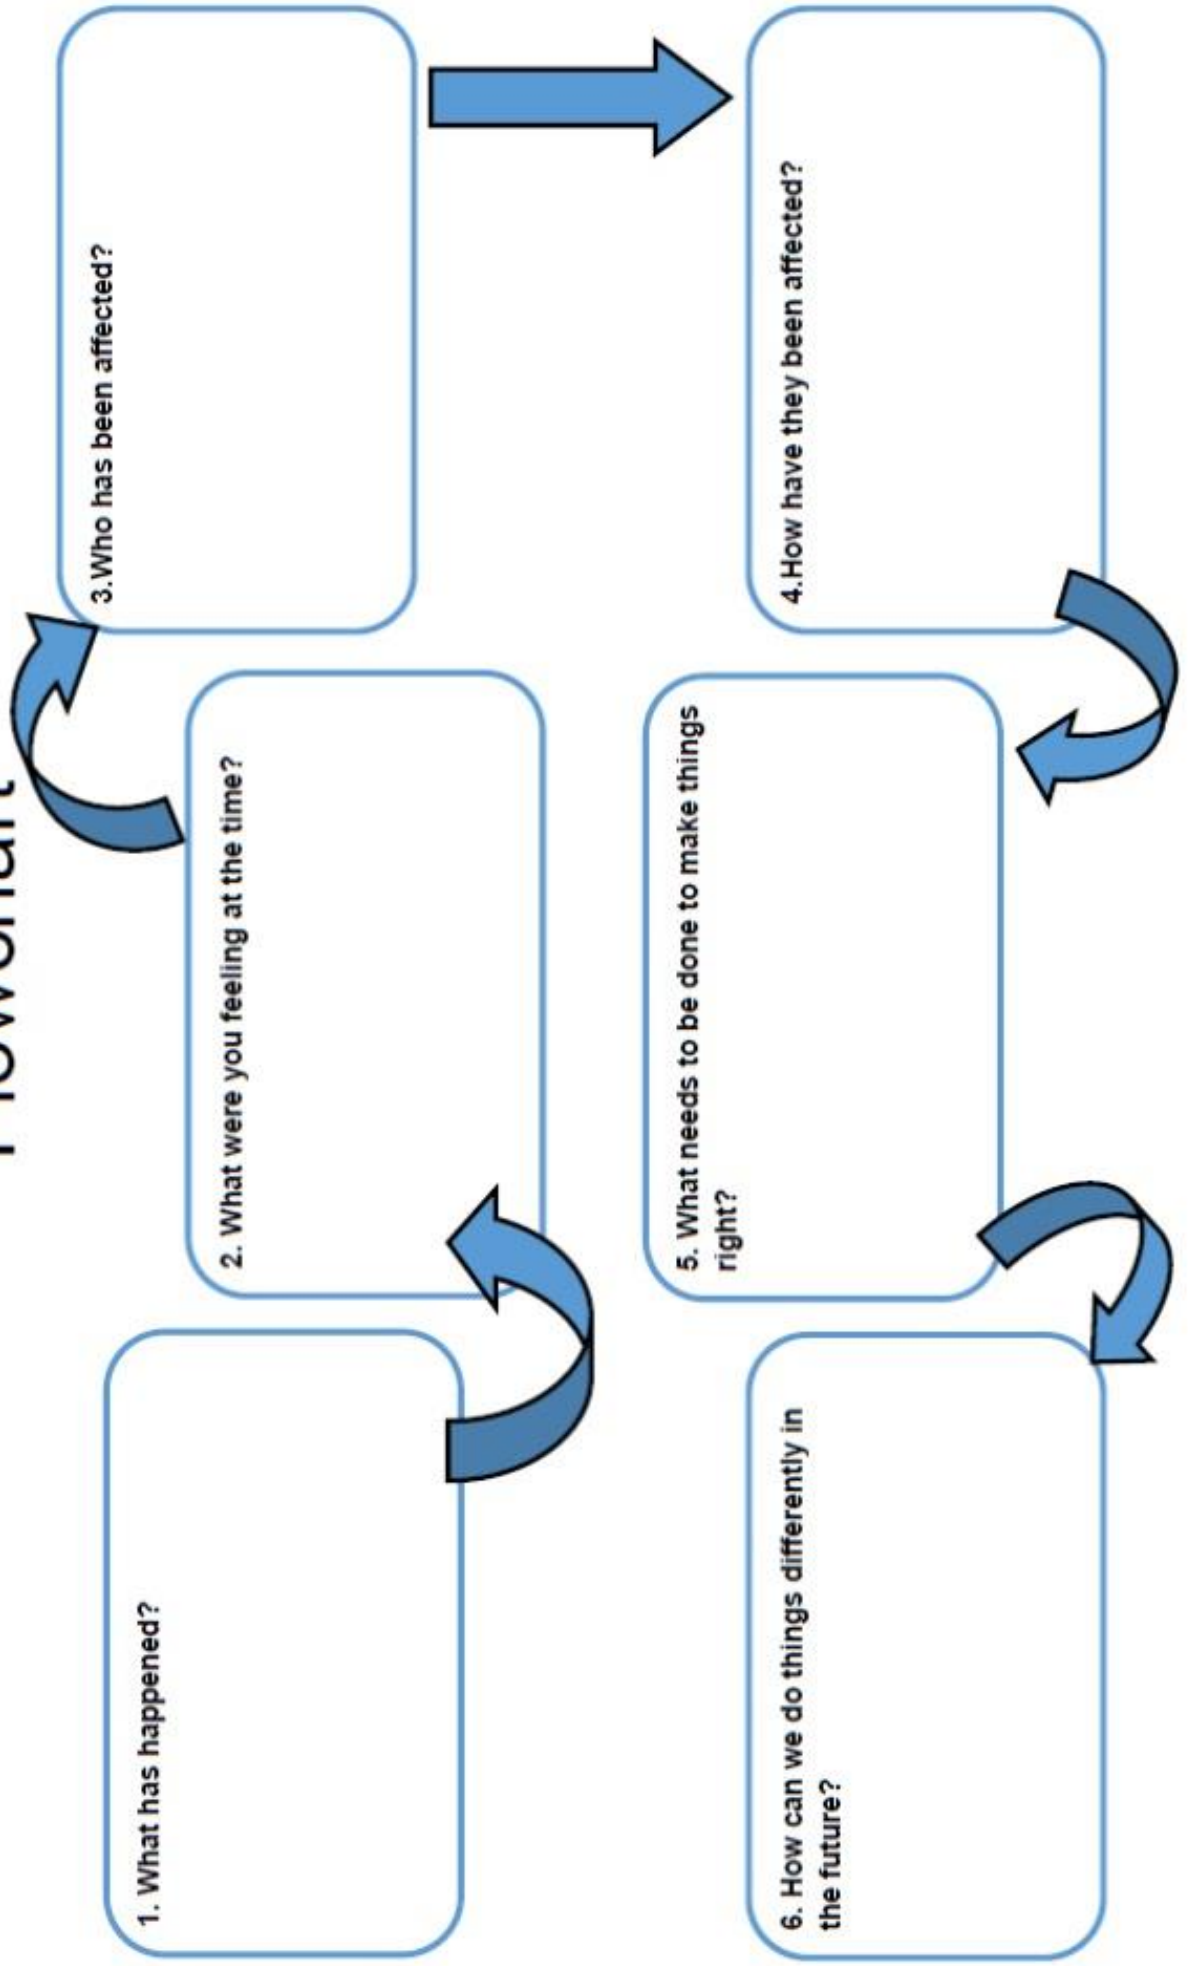 Flowchart
1. What has happened?
2. What were you feeling at the time?
3.Who has been affected?
4.How have they been affected?
5. What needs to be done to make things
right?
6. How can we do things differently in
the future?